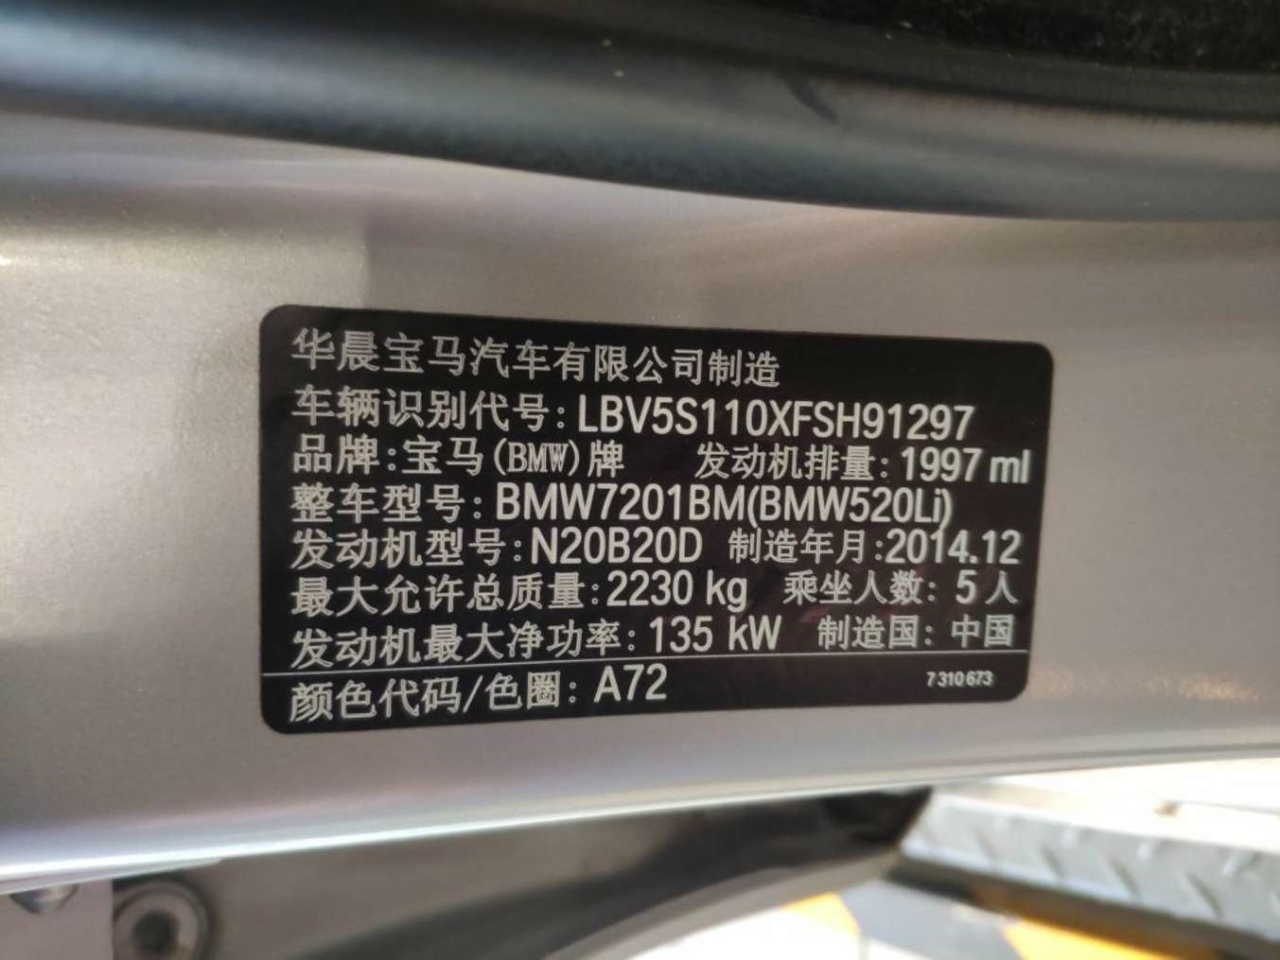 华晨宝马汽车有限公司制造
车辆识别代号:LBV5S110XFSH91297
品牌:宝马(BMW)牌 发动机排量:1997 ml
整车型号:BMW7201BM(BMW520Li)
发动机型号:N20B20D 制造年月:2014.12
最大允许总质量:2230 kg 乘坐人数:5人
发动机最大净功率:135 kW 制造国:中国
颜色代码/色圈:A72 7310673